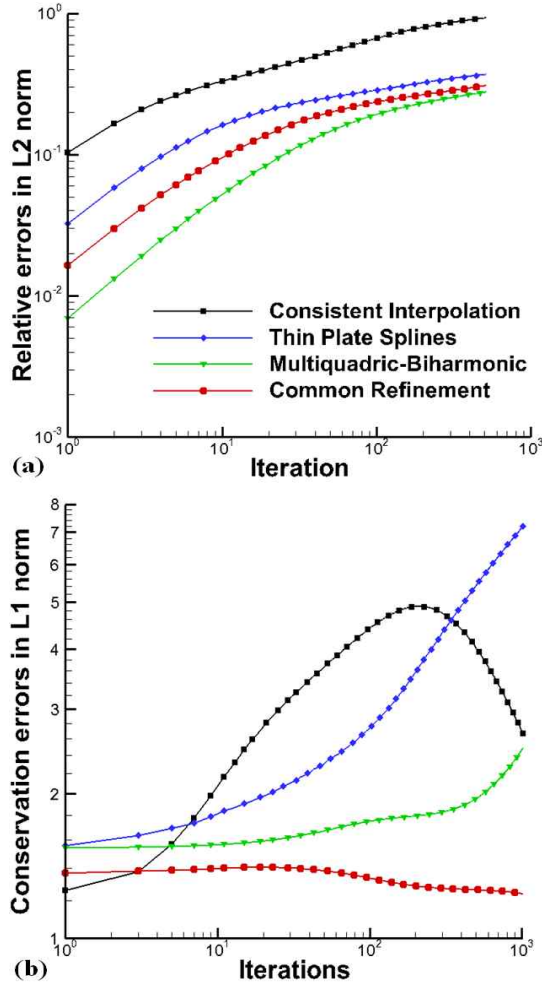 Relative errors in L2 norm
10^0
10^-1
10^-2
10^-3
Consistent Interpolation
Thin Plate Splines
Multiquadric-Biharmonic
Common Refinement
10^0
10^1
10^2
10^3
(a)
Iteration
Conservation errors in L1 norm
8
7
6
5
4
3
2
1
10^0
10^1
10^2
10^3
(b)
Iterations